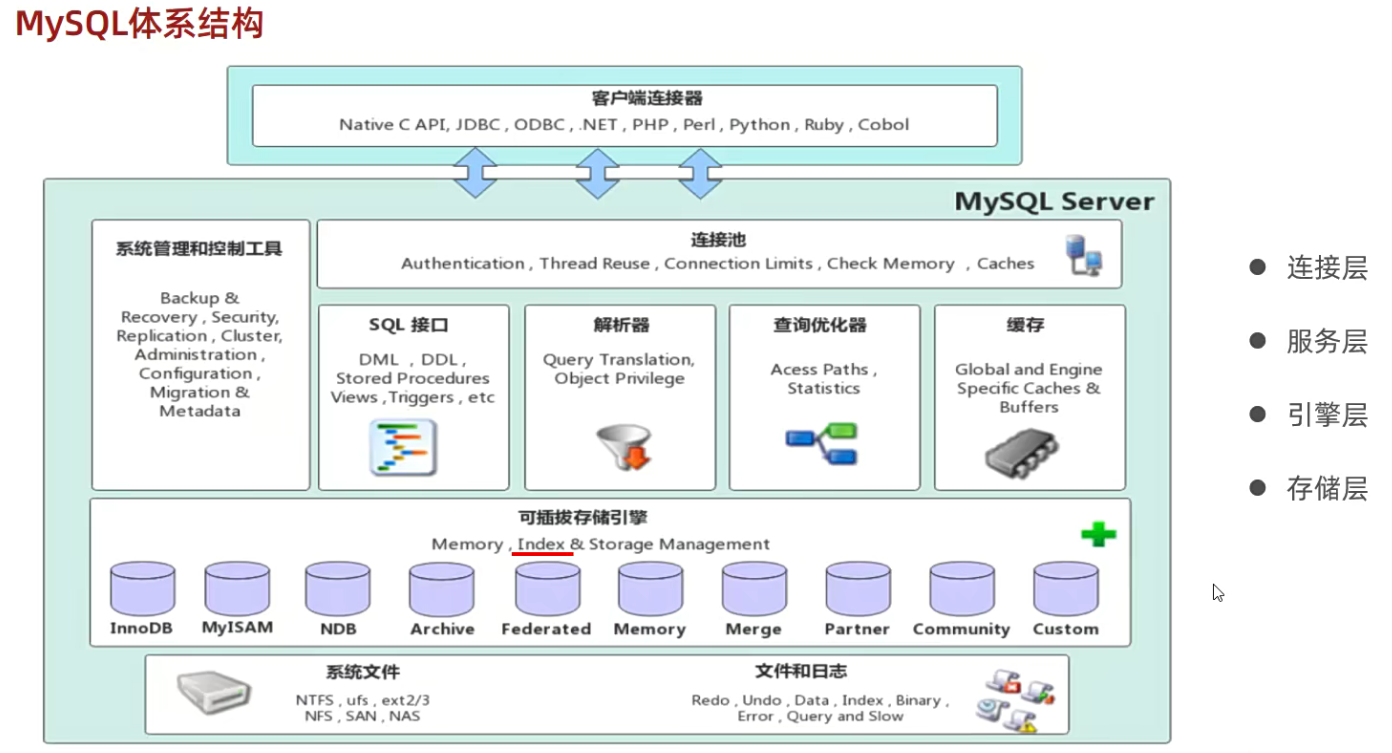 MySQL体系结构
客户端连接器
Native C API, JDBC , ODBC , .NET , PHP , Perl , Python , Ruby , Cobol
MySQL Server
系统管理和控制工具
Backup &
Recovery , Security,
Replication , Cluster,
Administration ,
Configuration ,
Migration &
Metadata
连接池
Authentication , Thread Reuse , Connection Limits , Check Memory , Caches
SQL 接口
DML , DDL ,
Stored Procedures
Views ,Triggers , etc
解析器
Query Translation,
Object Privilege
查询优化器
Acess Paths ,
Statistics
缓存
Global and Engine
Specific Caches &
Buffers
可插拔存储引擎
Memory , Index & Storage Management
InnoDB MyISAM NDB Archive Federated Memory Merge Partner Community Custom
系统文件
NTFS , ufs , ext2/3
NFS , SAN , NAS
文件和日志
Redo , Undo , Data , Index , Binary ,
Error , Query and Slow
● 连接层
● 服务层
● 引擎层
● 存储层